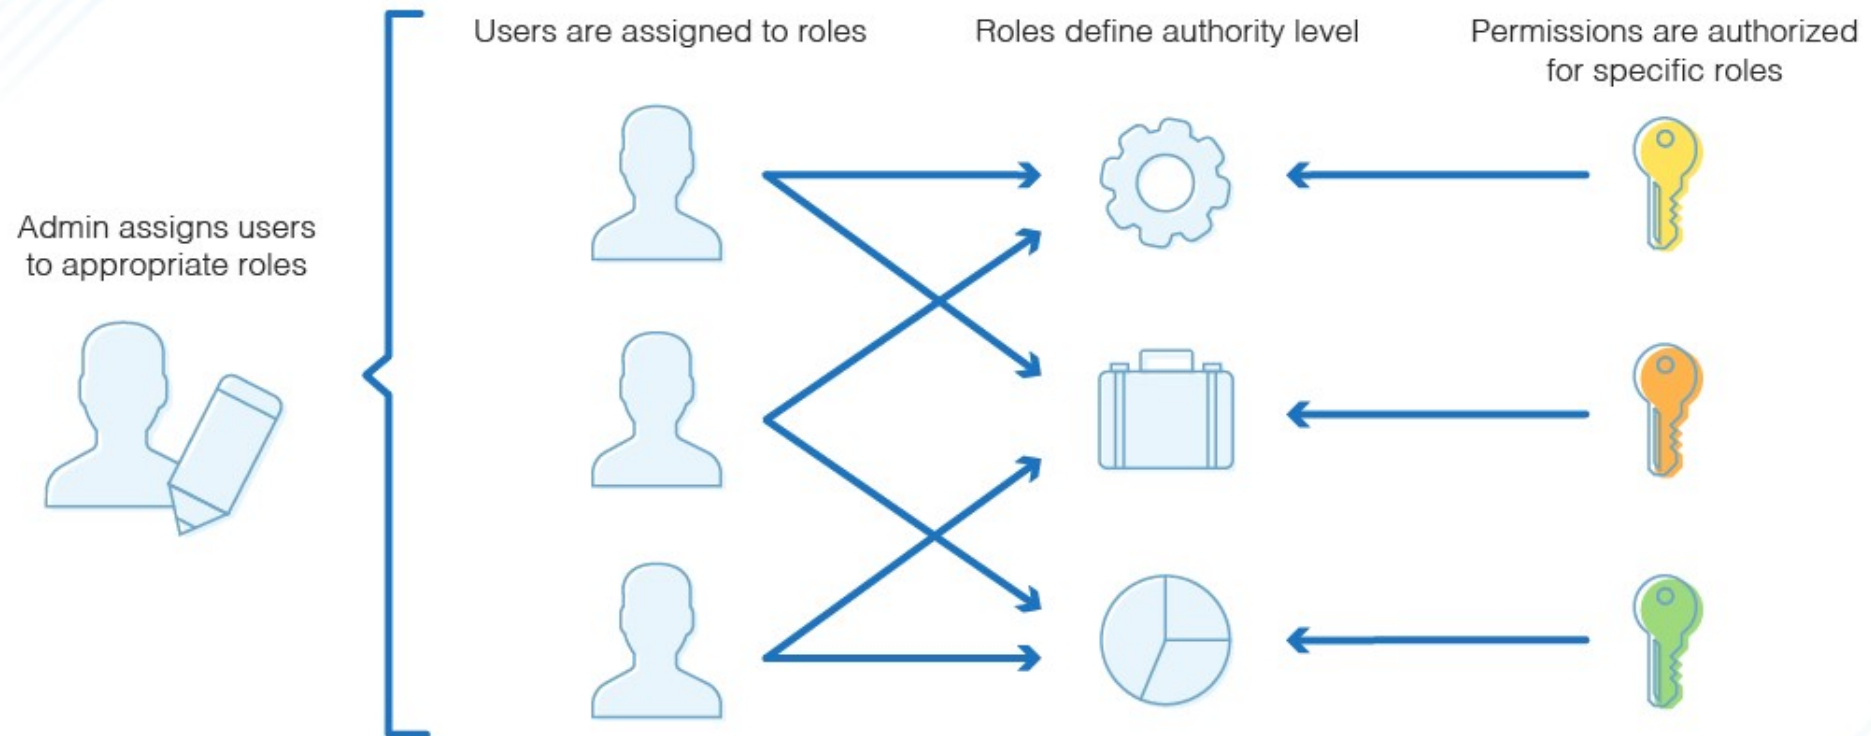 Users are assigned to roles
Roles define authority level
Permissions are authorized
for specific roles
Admin assigns users
to appropriate roles